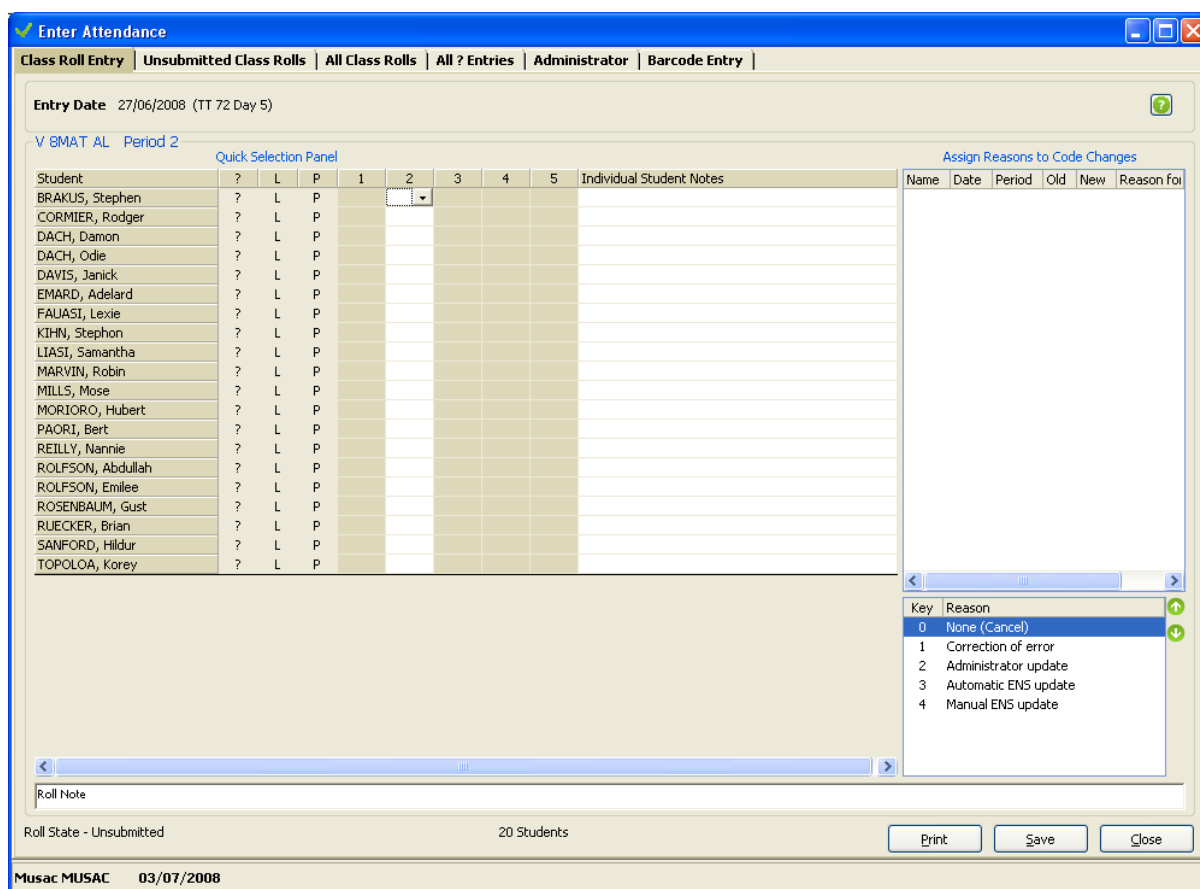 Enter Attendance
Class Roll Entry Unsubmitted Class Rolls All Class Rolls All ? Entries Administrator Barcode Entry
Entry Date 27/06/2008 (TT 72 Day 5)
V 8MAT AL Period 2
Quick Selection Panel
Assign Reasons to Code Changes
Student ? L P 1 2 3 4 5 Individual Student Notes
Name Date Period Old New Reason for
BRAKUS, Stephen ? L P
CORMIER, Rodger ? L P
DACH, Damon ? L P
DACH, Odie ? L P
DAVIS, Janick ? L P
EMARD, Adelard ? L P
FAUASI, Lexie ? L P
KIHN, Stephon ? L P
LIASI, Samantha ? L P
MARVIN, Robin ? L P
MILLS, Mose ? L P
MORIORO, Hubert ? L P
PAORI, Bert ? L P
REILLY, Nannie ? L P
ROLFSON, Abdullah ? L P
ROLFSON, Emilee ? L P
ROSENBAUM, Gust ? L P
RUECKER, Brian ? L P
SANFORD, Hildur ? L P
TOPOLOA, Korey ? L P
Key Reason
0 None (Cancel)
1 Correction of error
2 Administrator update
3 Automatic ENS update
4 Manual ENS update
Roll Note
Roll State - Unsubmitted 20 Students
Print Save Close
Musac MUSAC 03/07/2008